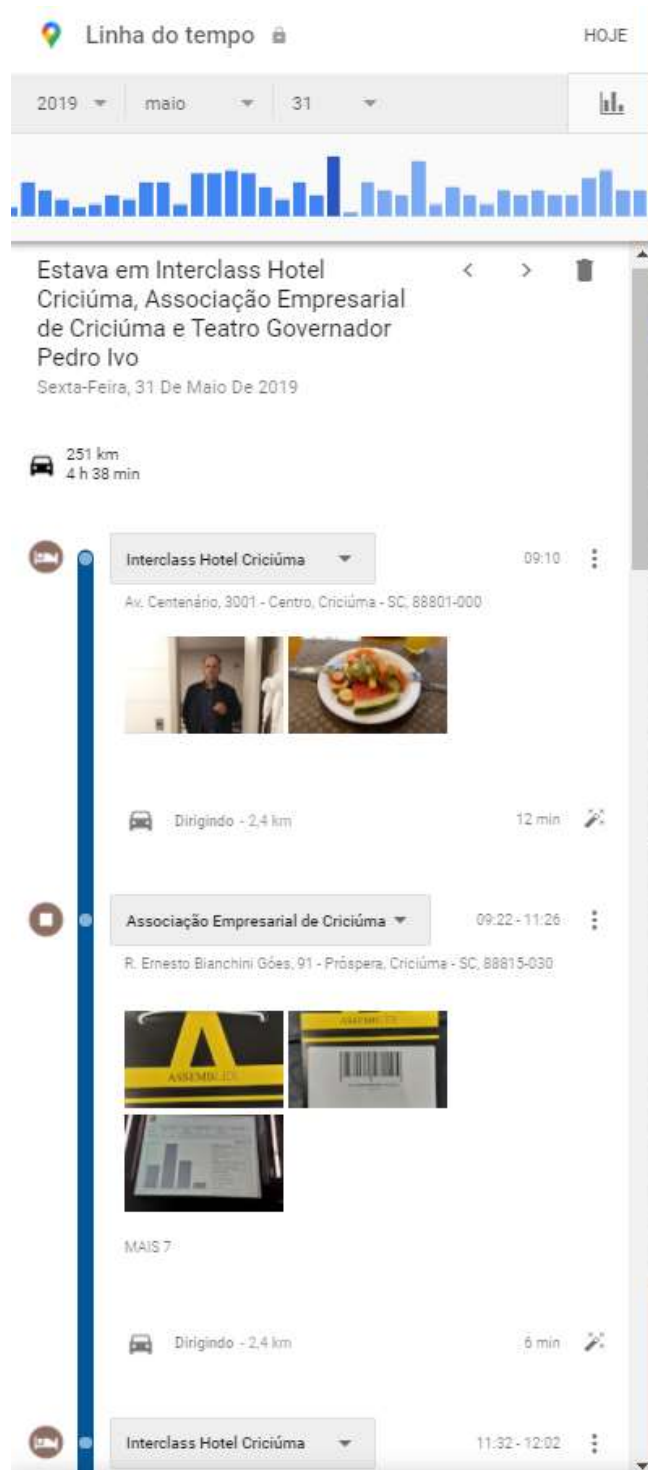 Linha do tempo
HOJE
2019 maio 31
Estava em Interclass Hotel
Criciúma, Associação Empresarial
de Criciúma e Teatro Governador
Pedro Ivo
Sexta-Feira, 31 De Maio De 2019
251 km
4 h 38 min
Interclass Hotel Criciúma 09:10
Av. Centenário, 3001 - Centro, Criciúma - SC, 88801-000
Dirigindo - 2,4 km 12 min
Associação Empresarial de Criciúma 09:22 - 11:26
R. Ernesto Bianchini Góes, 91 - Próspera, Criciúma - SC, 88815-030
MAIS 7
Dirigindo - 2,4 km 6 min
Interclass Hotel Criciúma 11:32 - 12:02